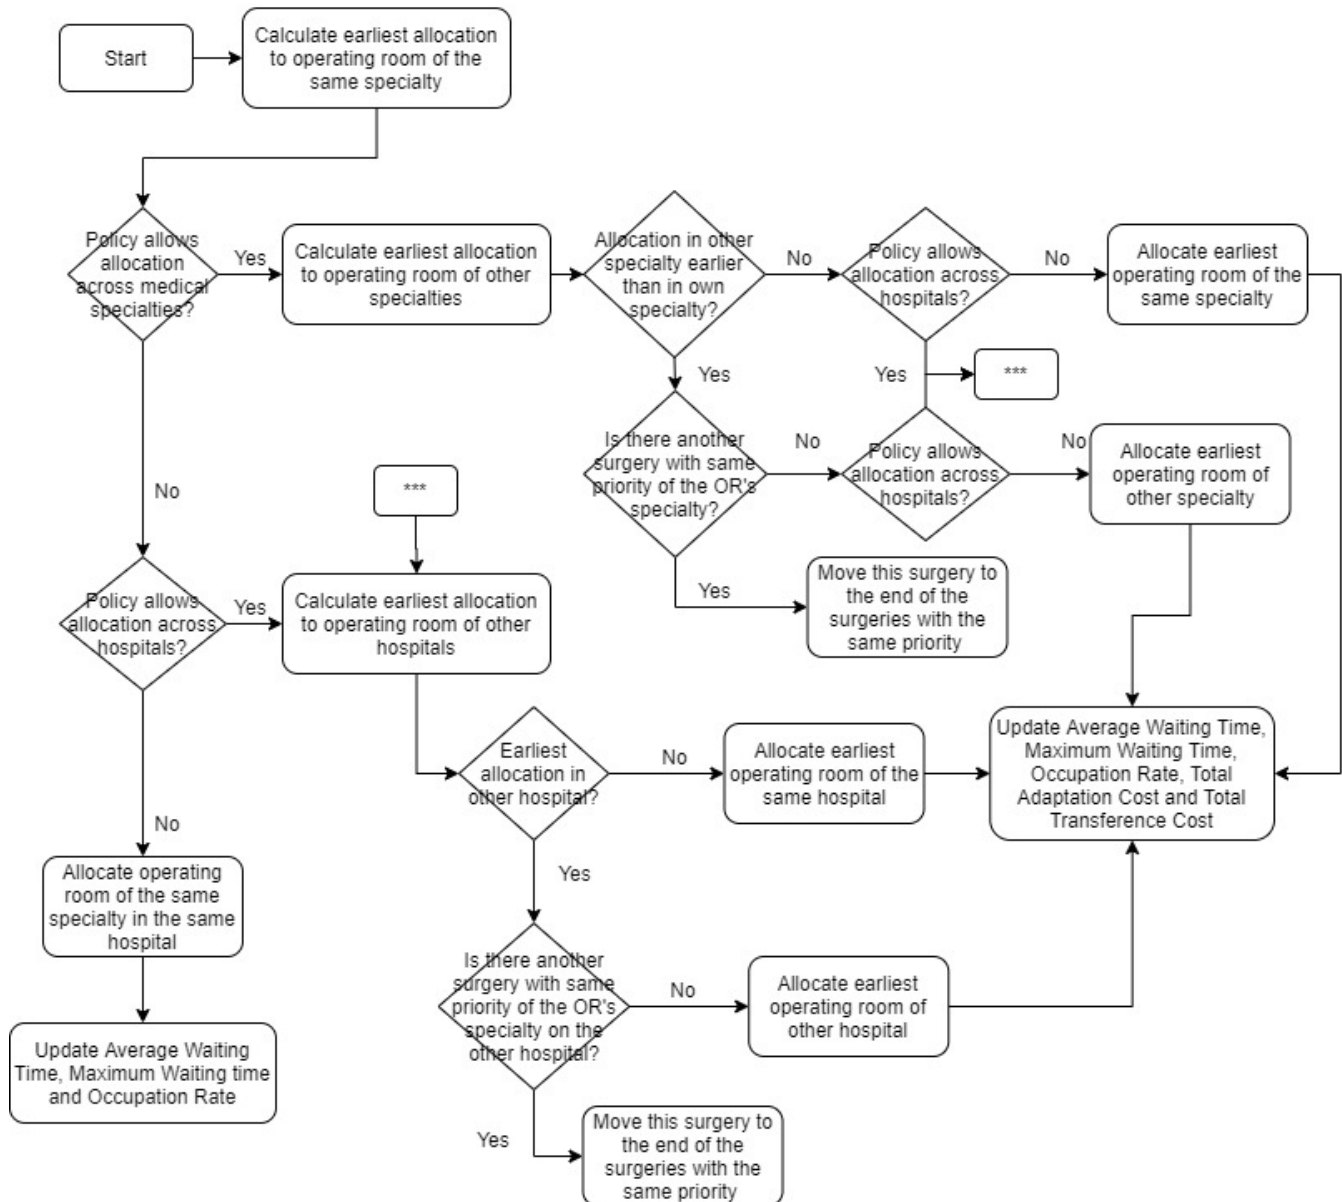 Start
Calculate earliest allocation
to operating room of the
same specialty
Policy allows
allocation
across medical
specialties?
Yes
Calculate earliest allocation
to operating room of other
specialties
Allocation in other
specialty earlier
than in own
specialty?
No
Policy allows
allocation across
hospitals?
No
Allocate earliest
operating room of the
same specialty
Yes
Yes
***
Is there another
surgery with same
priority of the OR's
specialty?
No
Policy allows
allocation across
hospitals?
No
Allocate earliest
operating room of
other specialty
No
***
Yes
Move this surgery to
the end of the
surgeries with the
same priority
Policy allows
allocation across
hospitals?
Yes
Calculate earliest allocation
to operating room of other
hospitals
Earliest
allocation in
other hospital?
No
Allocate earliest
operating room of the
same hospital
Update Average Waiting Time,
Maximum Waiting Time,
Occupation Rate, Total
Adaptation Cost and Total
Transference Cost
No
Allocate operating
room of the same
specialty in the same
hospital
Yes
Is there another
surgery with same
priority of the OR's
specialty on the
other hospital?
No
Allocate earliest
operating room of
other hospital
Update Average Waiting
Time, Maximum Waiting time
and Occupation Rate
Yes
Move this surgery to
the end of the
surgeries with the
same priority